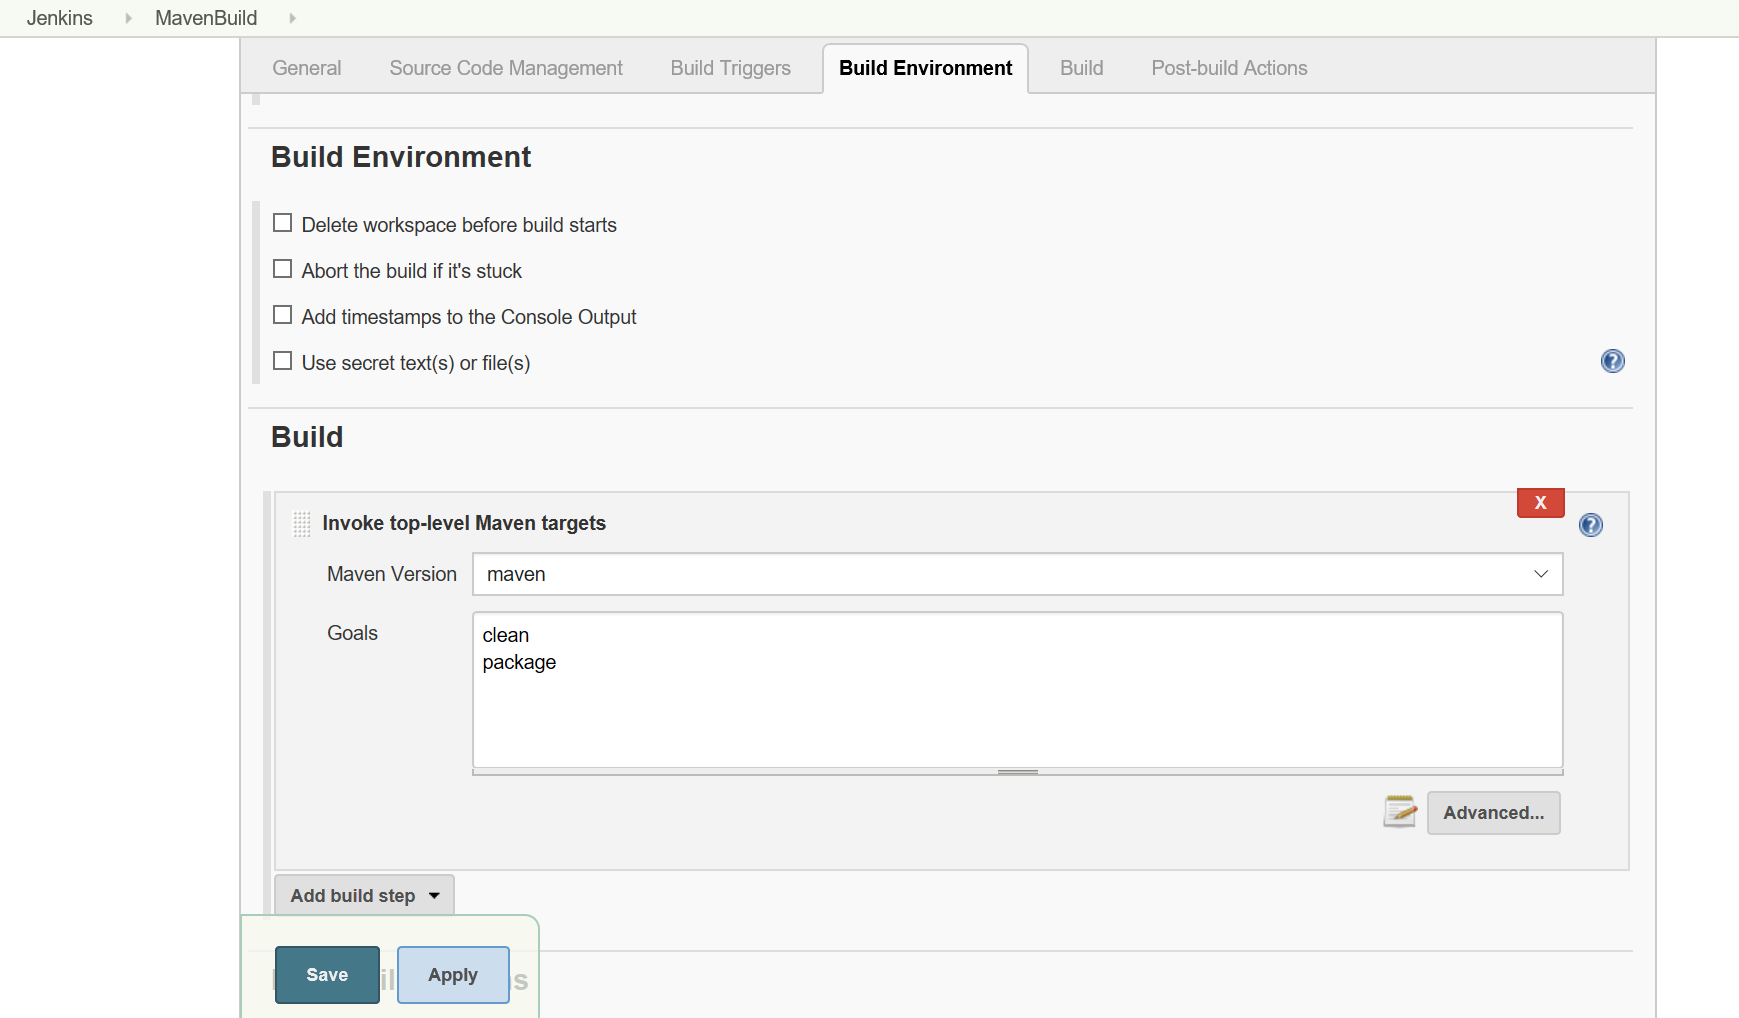 Jenkins MavenBuild
General Source Code Management Build Triggers Build Environment Build Post-build Actions
Build Environment
Delete workspace before build starts
Abort the build if it's stuck
Add timestamps to the Console Output
Use secret text(s) or file(s)
?
Build
X
Invoke top-level Maven targets
?
Maven Version maven
Goals
clean
package
Advanced...
Add build step
Save Apply